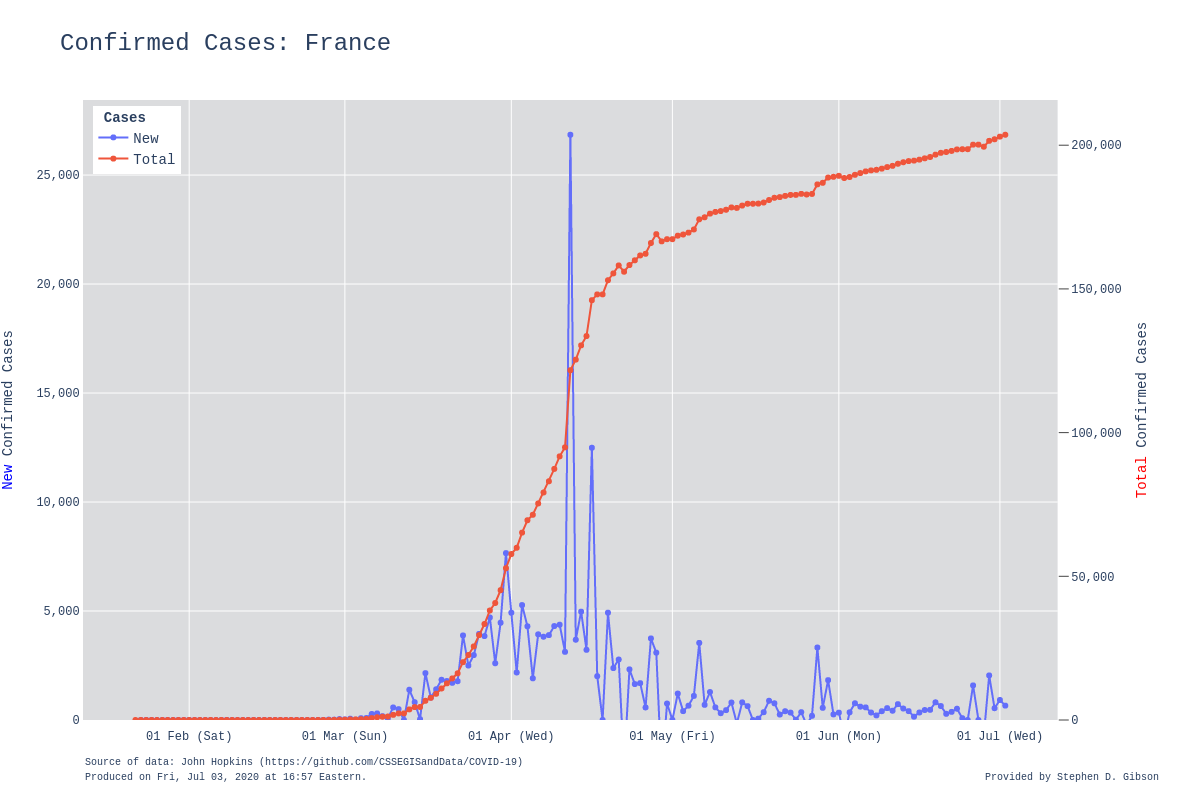 Confirmed Cases: France
Cases
New
Total
25,000
20,000
15,000
10,000
5,000
0
New Confirmed Cases
200,000
150,000
100,000
50,000
0
Total Confirmed Cases
01 Feb (Sat)
01 Mar (Sun)
01 Apr (Wed)
01 May (Fri)
01 Jun (Mon)
01 Jul (Wed)
Source of data: John Hopkins (https://github.com/CSSEGISandData/COVID-19)
Produced on Fri, Jul 03, 2020 at 16:57 Eastern.
Provided by Stephen D. Gibson